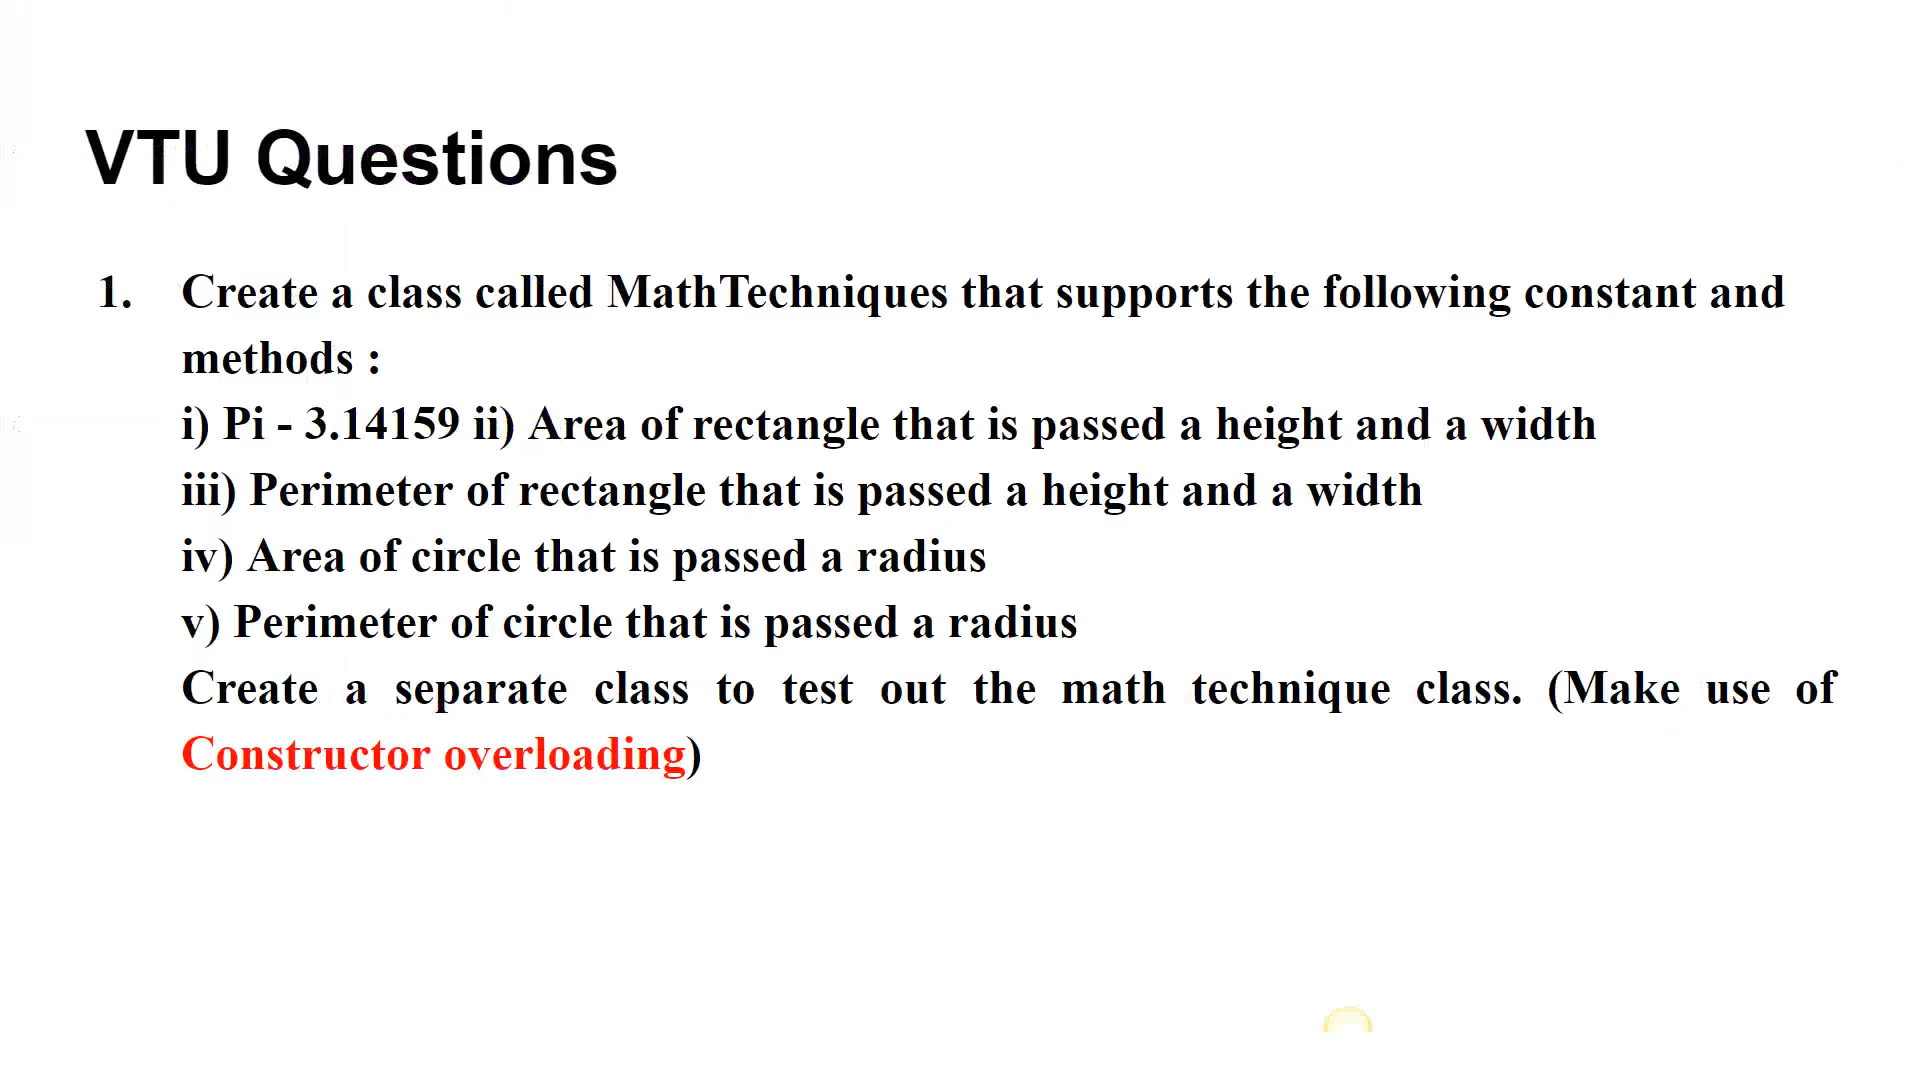 VTU Questions
1. Create a class called MathTechniques that supports the following constant and
methods :
i) Pi - 3.14159 ii) Area of rectangle that is passed a height and a width
iii) Perimeter of rectangle that is passed a height and a width
iv) Area of circle that is passed a radius
v) Perimeter of circle that is passed a radius
Create a separate class to test out the math technique class. (Make use of
Constructor overloading)